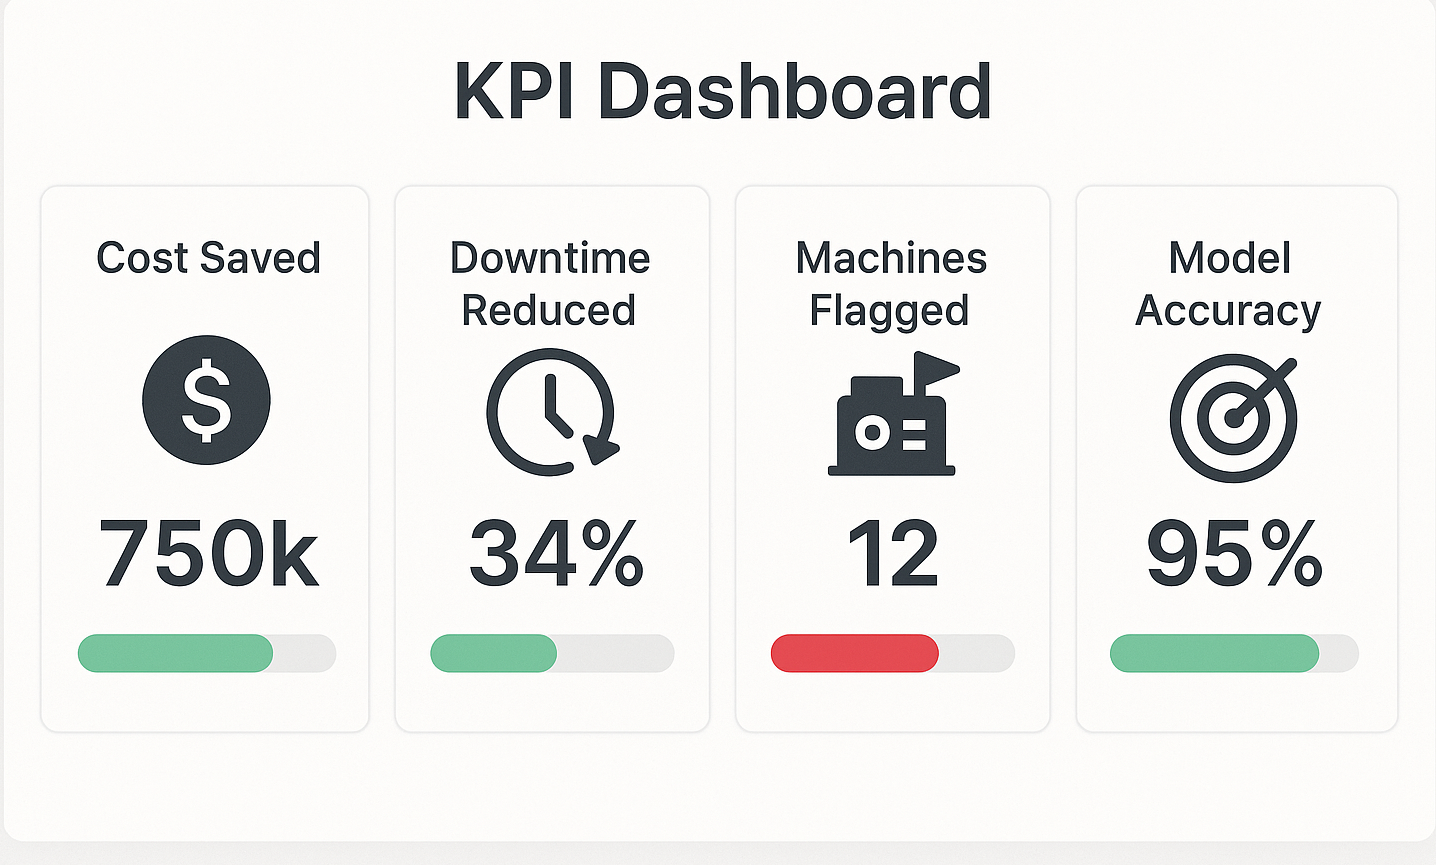 KPI Dashboard
Cost Saved
$
750k
Downtime
Reduced
34%
Machines
Flagged
12
Model
Accuracy
95%